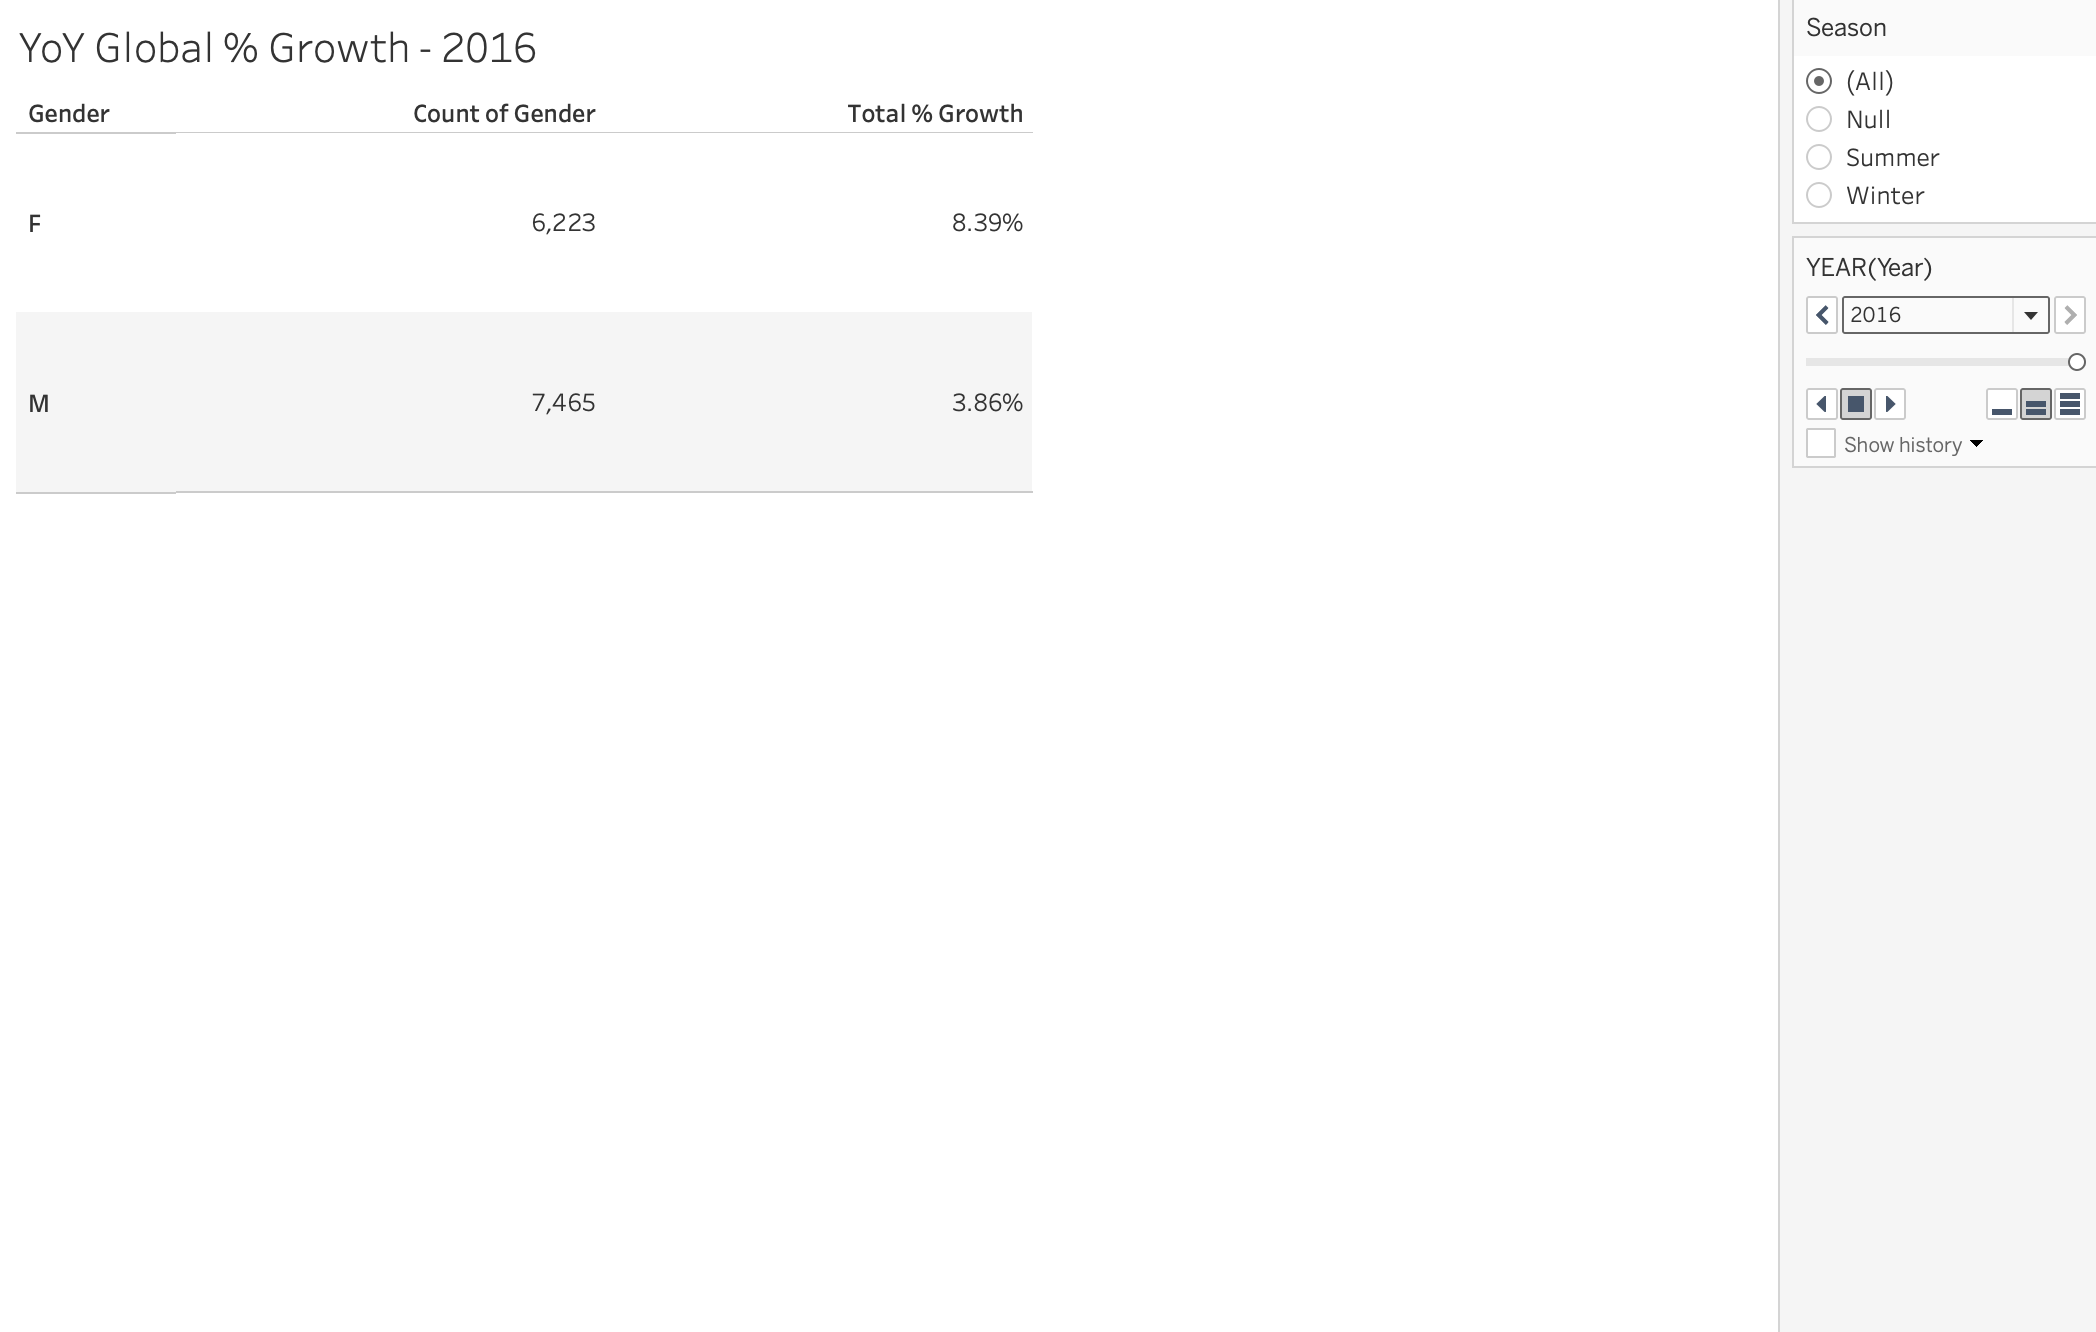 YoY Global % Growth - 2016
Gender Count of Gender Total % Growth
F 6,223 8.39%
M 7,465 3.86%
Season
(All)
Null
Summer
Winter
YEAR(Year)
2016
Show history